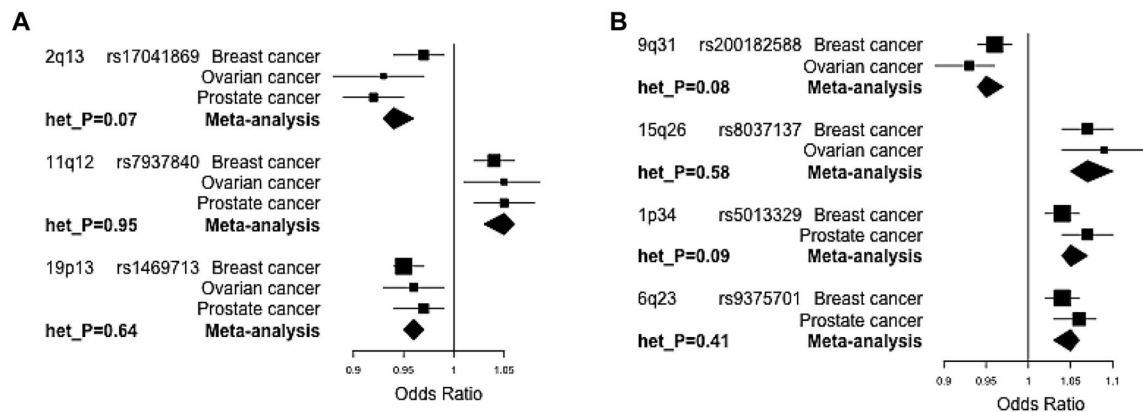 A
2q13 rs17041869 Breast cancer
Ovarian cancer
Prostate cancer
het_P=0.07 Meta-analysis
11q12 rs7937840 Breast cancer
Ovarian cancer
Prostate cancer
het_P=0.95 Meta-analysis
19p13 rs1469713 Breast cancer
Ovarian cancer
Prostate cancer
het_P=0.64 Meta-analysis
0.9 0.95 1 1.05
Odds Ratio
B
9q31 rs200182588 Breast cancer
Ovarian cancer
het_P=0.08 Meta-analysis
15q26 rs8037137 Breast cancer
Ovarian cancer
het_P=0.58 Meta-analysis
1p34 rs5013329 Breast cancer
Prostate cancer
het_P=0.09 Meta-analysis
6q23 rs9375701 Breast cancer
Prostate cancer
het_P=0.41 Meta-analysis
0.9 0.95 1 1.05 1.1
Odds Ratio